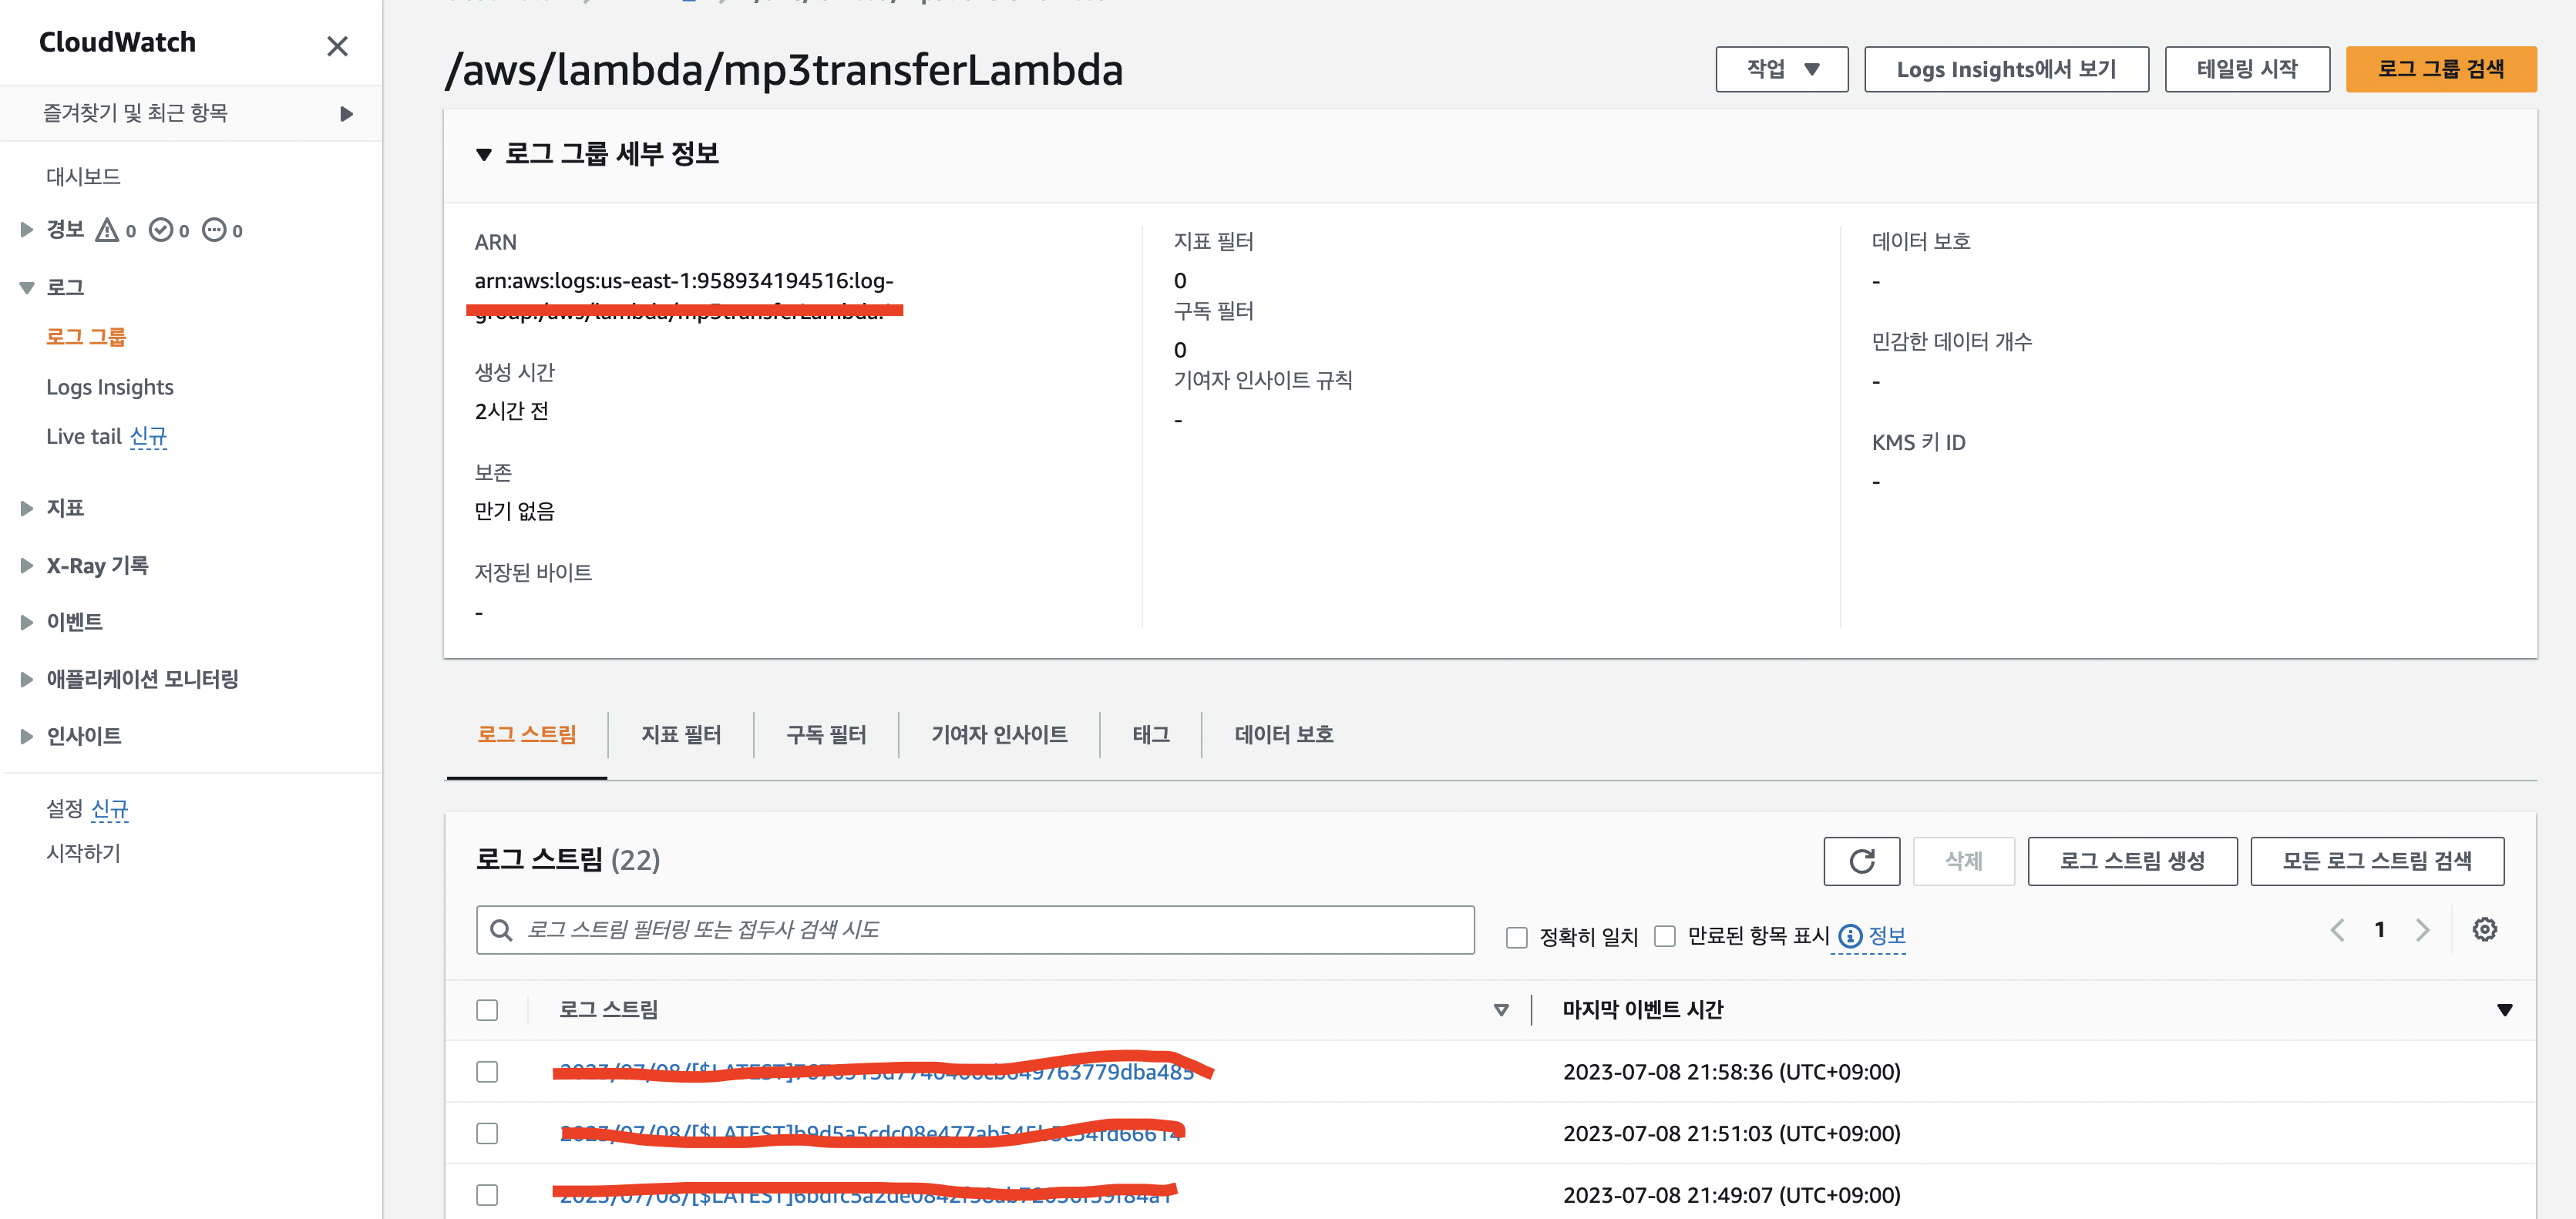 CloudWatch
즐겨찾기 및 최근 항목
대시보드
경보 0 0 0
로그
로그 그룹
Logs Insights
Live tail 신규
지표
X-Ray 기록
이벤트
애플리케이션 모니터링
인사이트
설정 신규
시작하기
/aws/lambda/mp3transferLambda
작업
Logs Insights에서 보기
테일링 시작
로그 그룹 검색
로그 그룹 세부 정보
ARN
arn:aws:logs:us-east-1:958934194516:log-
생성 시간
2시간 전
보존
만기 없음
저장된 바이트
-
지표 필터
0
구독 필터
0
기여자 인사이트 규칙
-
데이터 보호
-
민감한 데이터 개수
-
KMS 키 ID
-
로그 스트림
지표 필터
구독 필터
기여자 인사이트
태그
데이터 보호
로그 스트림 (22)
삭제
로그 스트림 생성
모든 로그 스트림 검색
로그 스트림 필터링 또는 접두사 검색 시도
정확히 일치
만료된 항목 표시
정보
1
로그 스트림
마지막 이벤트 시간
2023-07-08 21:58:36 (UTC+09:00)
2023-07-08 21:51:03 (UTC+09:00)
2023-07-08 21:49:07 (UTC+09:00)